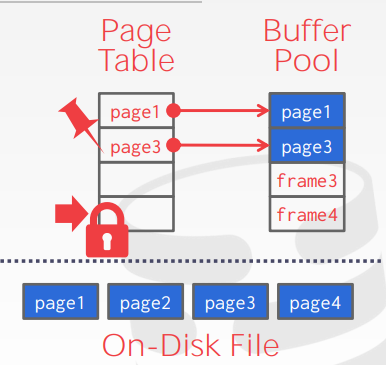 Page Buffer
Table Pool
page1 page1
page3 page3
frame3
frame4
page1 page2 page3 page4
On-Disk File